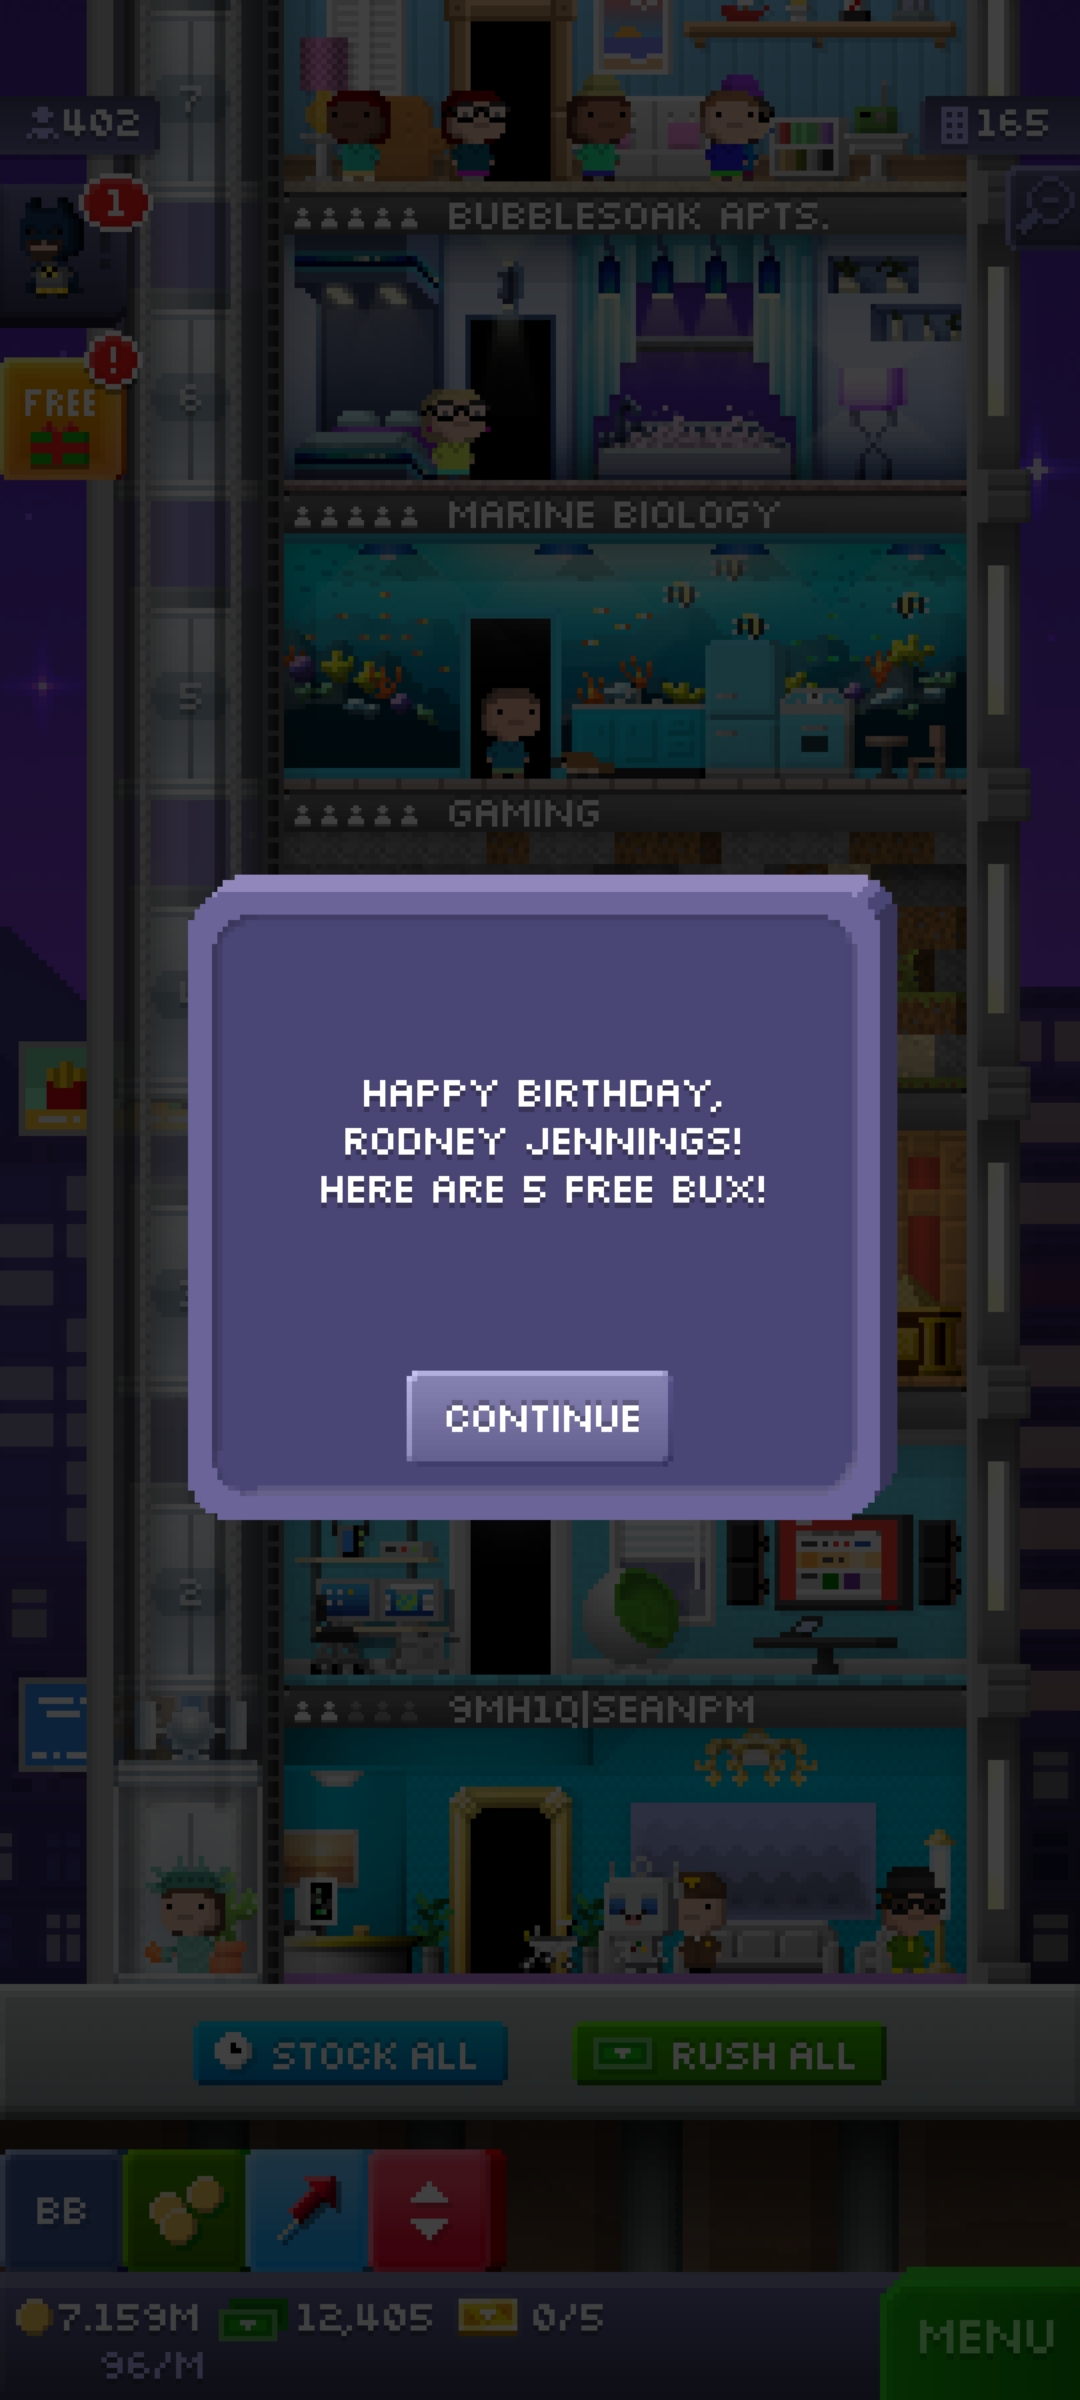 7
402
165
1
BUBBLESOAK APTS.
!
FREE
6
MARINE BIOLOGY
5
GAMING
HAPPY BIRTHDAY,
RODNEY JENNINGS!
HERE ARE 5 FREE BUX!
CONTINUE
2
9MH1Q|SEANPM
STOCK ALL
RUSH ALL
BB
7.159M
12,405
0/5
96/M
MENU